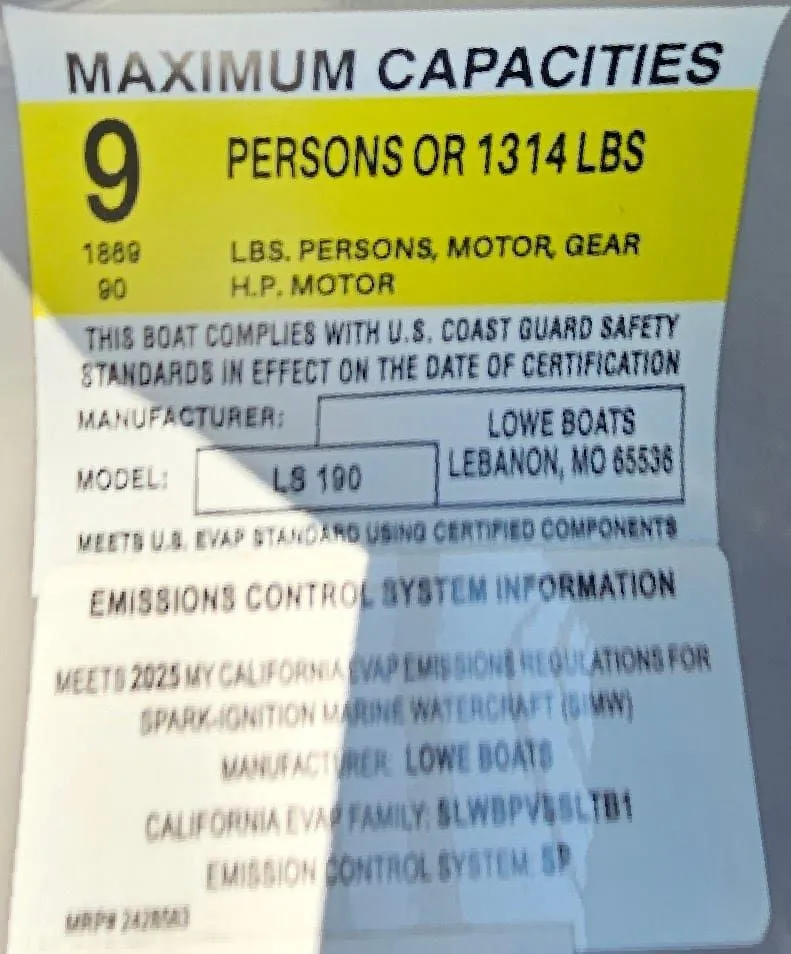 MAXIMUM CAPACITIES
9 PERSONS OR 1314 LBS
1869 LBS. PERSONS, MOTOR, GEAR
90 H.P. MOTOR
THIS BOAT COMPLIES WITH U.S. COAST GUARD SAFETY
STANDARDS IN EFFECT ON THE DATE OF CERTIFICATION
MANUFACTURER: LOWE BOATS
LEBANON, MO 65536
MODEL: LS 190
MEETS U.S. EVAP STANDARD USING CERTIFIED COMPONENTS
EMISSIONS CONTROL SYSTEM INFORMATION
MEETS 2025 MY CALIFORNIA EVAP EMISSIONS REGULATIONS FOR
SPARK-IGNITION MARINE WATERCRAFT (SIMW)
MANUFACTURER: LOWE BOATS
CALIFORNIA EVAP FAMILY:
EMISSION CONTROL SYSTEM: SP
MRP#